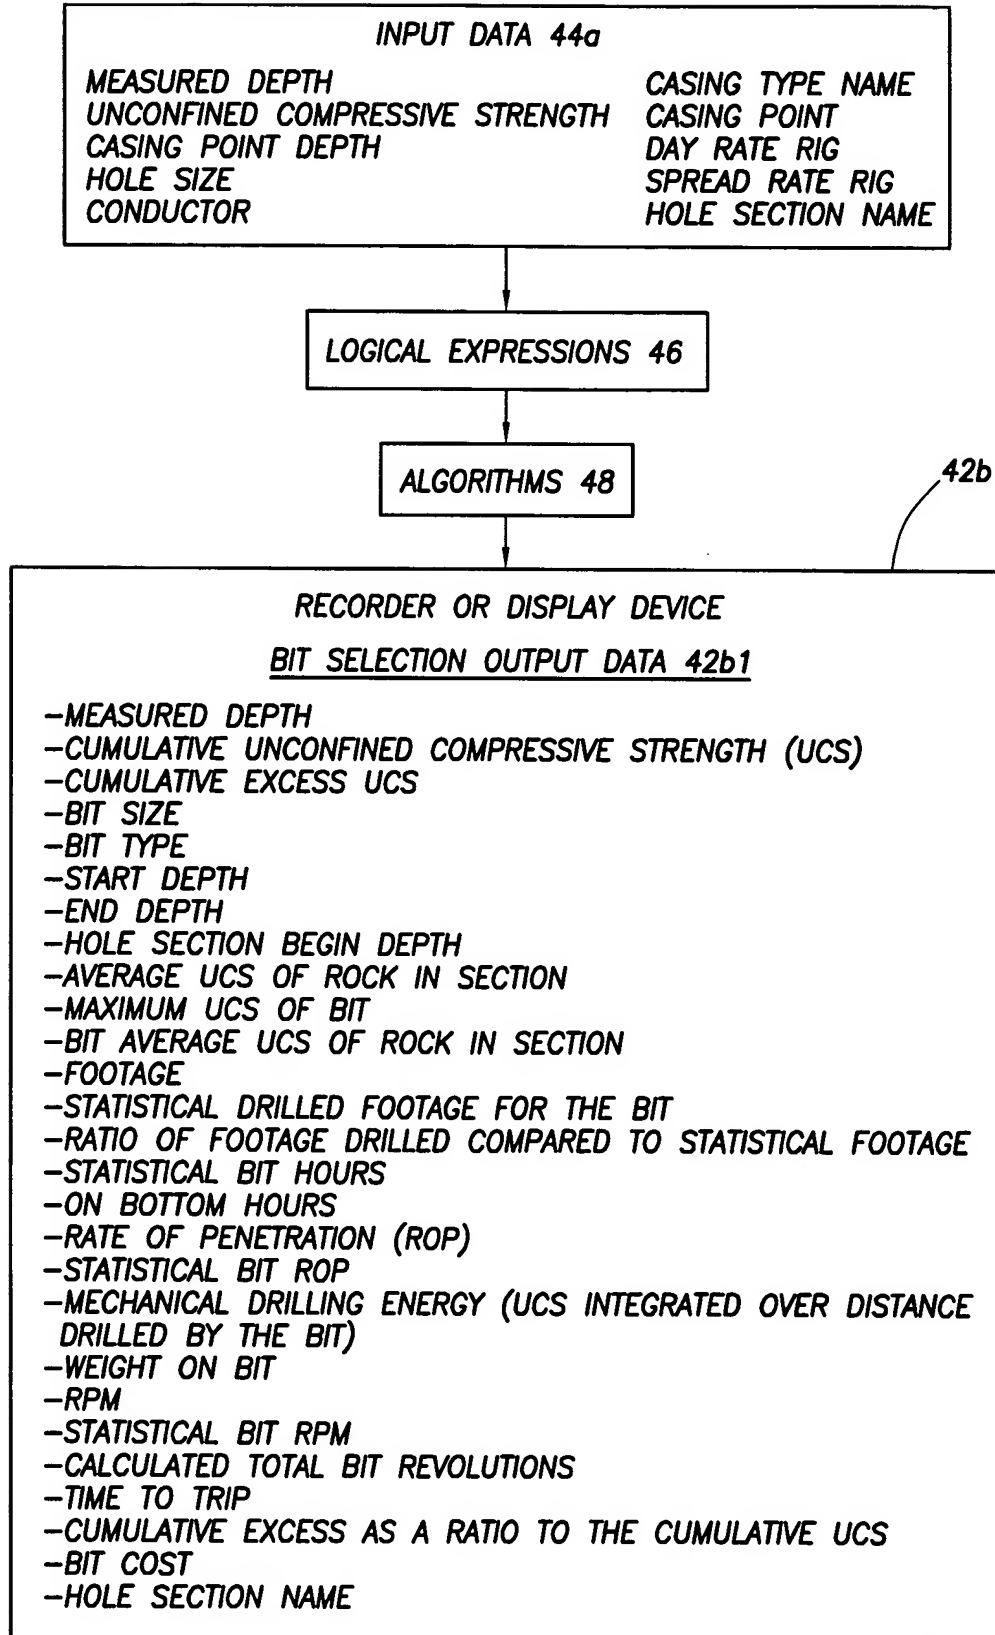 INPUT DATA 44a
MEASURED DEPTH
UNCONFINED COMPRESSIVE STRENGTH
CASING POINT DEPTH
HOLE SIZE
CONDUCTOR
CASING TYPE NAME
CASING POINT
DAY RATE RIG
SPREAD RATE RIG
HOLE SECTION NAME
LOGICAL EXPRESSIONS 46
ALGORITHMS 48
42b
RECORDER OR DISPLAY DEVICE
BIT SELECTION OUTPUT DATA 42b1
-MEASURED DEPTH
-CUMULATIVE UNCONFINED COMPRESSIVE STRENGTH (UCS)
-CUMULATIVE EXCESS UCS
-BIT SIZE
-BIT TYPE
-START DEPTH
-END DEPTH
-HOLE SECTION BEGIN DEPTH
-AVERAGE UCS OF ROCK IN SECTION
-MAXIMUM UCS OF BIT
-BIT AVERAGE UCS OF ROCK IN SECTION
-FOOTAGE
-STATISTICAL DRILLED FOOTAGE FOR THE BIT
-RATIO OF FOOTAGE DRILLED COMPARED TO STATISTICAL FOOTAGE
-STATISTICAL BIT HOURS
-ON BOTTOM HOURS
-RATE OF PENETRATION (ROP)
-STATISTICAL BIT ROP
-MECHANICAL DRILLING ENERGY (UCS INTEGRATED OVER DISTANCE
DRILLED BY THE BIT)
-WEIGHT ON BIT
-RPM
-STATISTICAL BIT RPM
-CALCULATED TOTAL BIT REVOLUTIONS
-TIME TO TRIP
-CUMULATIVE EXCESS AS A RATIO TO THE CUMULATIVE UCS
-BIT COST
-HOLE SECTION NAME